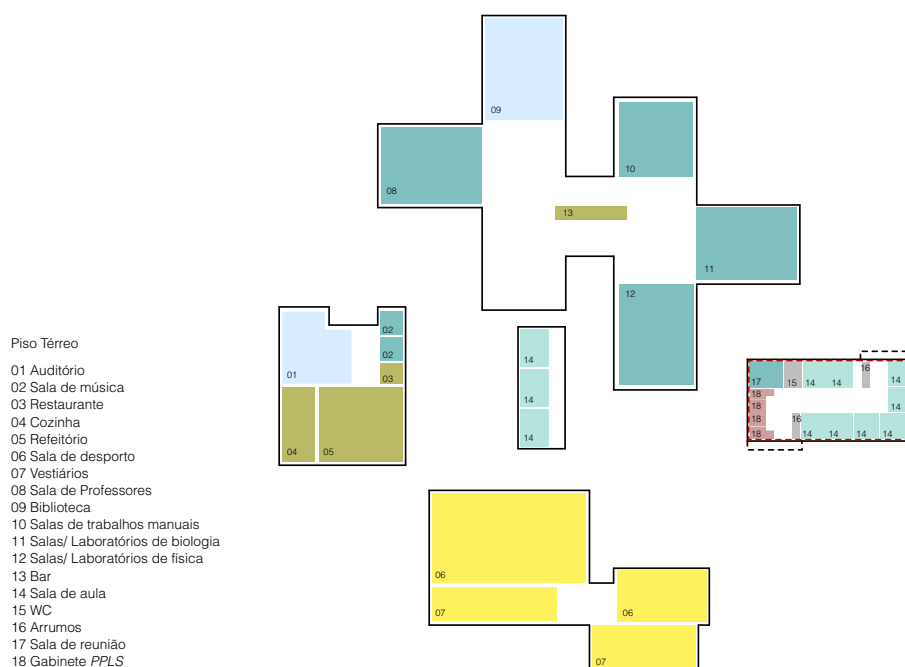 09
10
08
13
11
12
Piso Térreo
01 Auditório
02 Sala de música
03 Restaurante
04 Cozinha
05 Refeitório
06 Sala de desporto
07 Vestiários
08 Sala de Professores
09 Biblioteca
10 Salas de trabalhos manuais
11 Salas/ Laboratórios de biologia
12 Salas/ Laboratórios de física
13 Bar
14 Sala de aula
15 WC
16 Arrumos
17 Sala de reunião
18 Gabinete PPLS
02
02
01
03
04 05
14
14
14
16
17 15 14 14 14
18
18 14
18 16
18 14 14 14 14
06
07
06
07